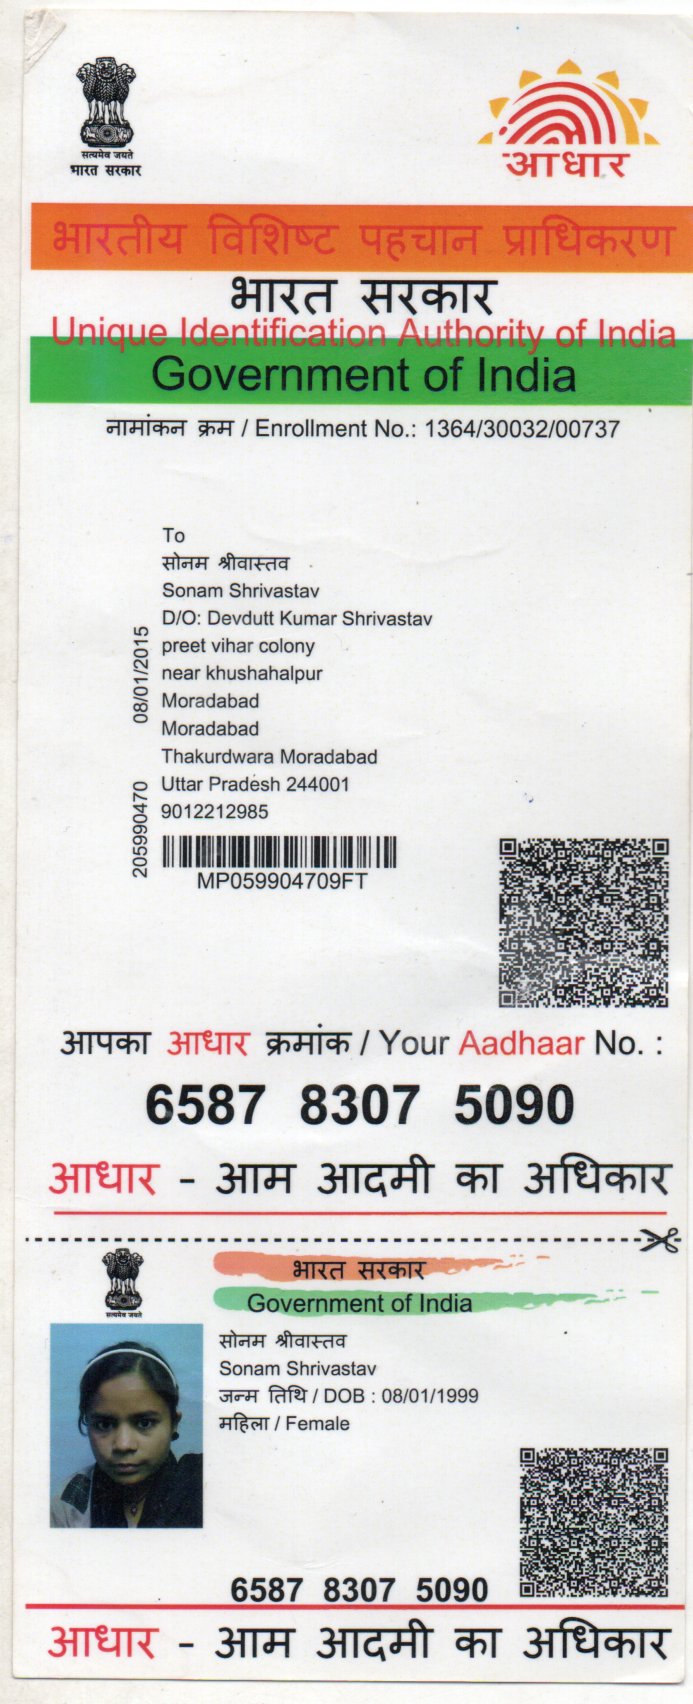 सत्यमेव जयते
भारत सरकार
आधार
भारतीय विशिष्ट पहचान प्राधिकरण
भारत सरकार
Unique Identification Authority of India
Government of India
नामांकन क्रम / Enrollment No.: 1364/30032/00737
To
सोनम श्रीवास्तव
Sonam Shrivastav
D/O: Devdutt Kumar Shrivastav
preet vihar colony
near khushahalpur
Moradabad
Moradabad
Thakurdwara Moradabad
Uttar Pradesh 244001
9012212985
08/01/2015
205990470
MP059904709FT
आपका आधार क्रमांक / Your Aadhaar No. :
6587 8307 5090
आधार - आम आदमी का अधिकार
सत्यमेव जयते
भारत सरकार
Government of India
सोनम श्रीवास्तव
Sonam Shrivastav
जन्म तिथि / DOB : 08/01/1999
महिला / Female
6587 8307 5090
आधार - आम आदमी का अधिकार